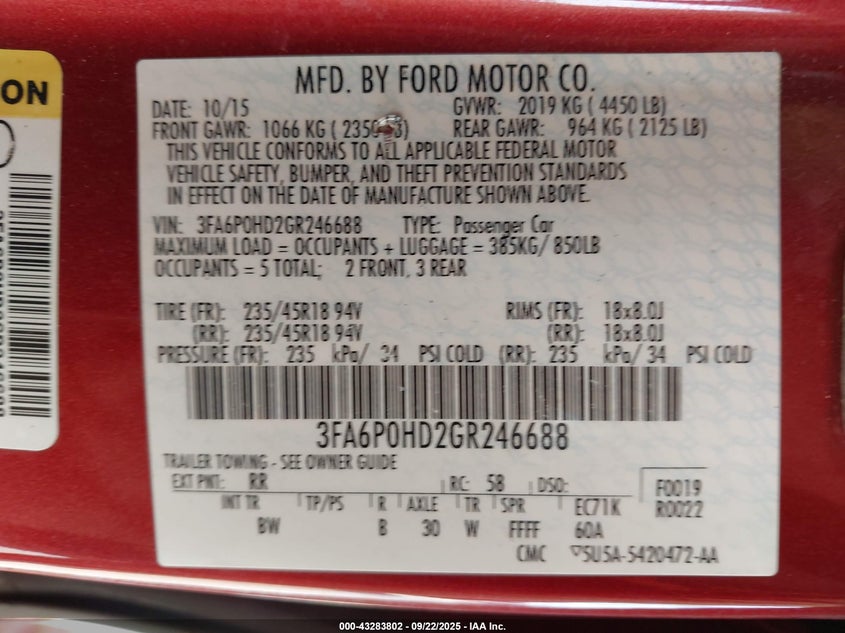 ON
MFD. BY FORD MOTOR CO.
DATE: 10/15 GVWR: 2019 KG ( 4450 LB)
FRONT GAWR: 1066 KG ( 235 REAR GAWR: 964 KG ( 2125 LB)
THIS VEHICLE CONFORMS TO ALL APPLICABLE FEDERAL MOTOR
VEHICLE SAFETY, BUMPER, AND THEFT PREVENTION STANDARDS
IN EFFECT ON THE DATE OF MANUFACTURE SHOWN ABOVE.
VIN: 3FA6P0HD2GR246688 TYPE: Passenger Car
MAXIMUM LOAD = OCCUPANTS + LUGGAGE = 385KG/ 850LB
OCCUPANTS = 5 TOTAL; 2 FRONT, 3 REAR
TIRE (FR): 235/45R18 94V RIMS (FR): 18x8.0J
(RR): 235/45R18 94V (RR): 18x8.0J
PRESSURE (FR): 235 kPa/ 34 PSI COLD (RR): 235 kPa/ 34 PSI COLD
3FA6P0HD2GR246688
TRAILER TOWING - SEE OWNER GUIDE
EXT PNT: RR RC: 58 DSO: F0019
INT TR TP/PS R AXLE TR SPR EC71K R0022
BW B 30 W FFFF 60A
CMC 5U5A-5420472-AA
000-43283802 - 09/22/2025 - IAA Inc.